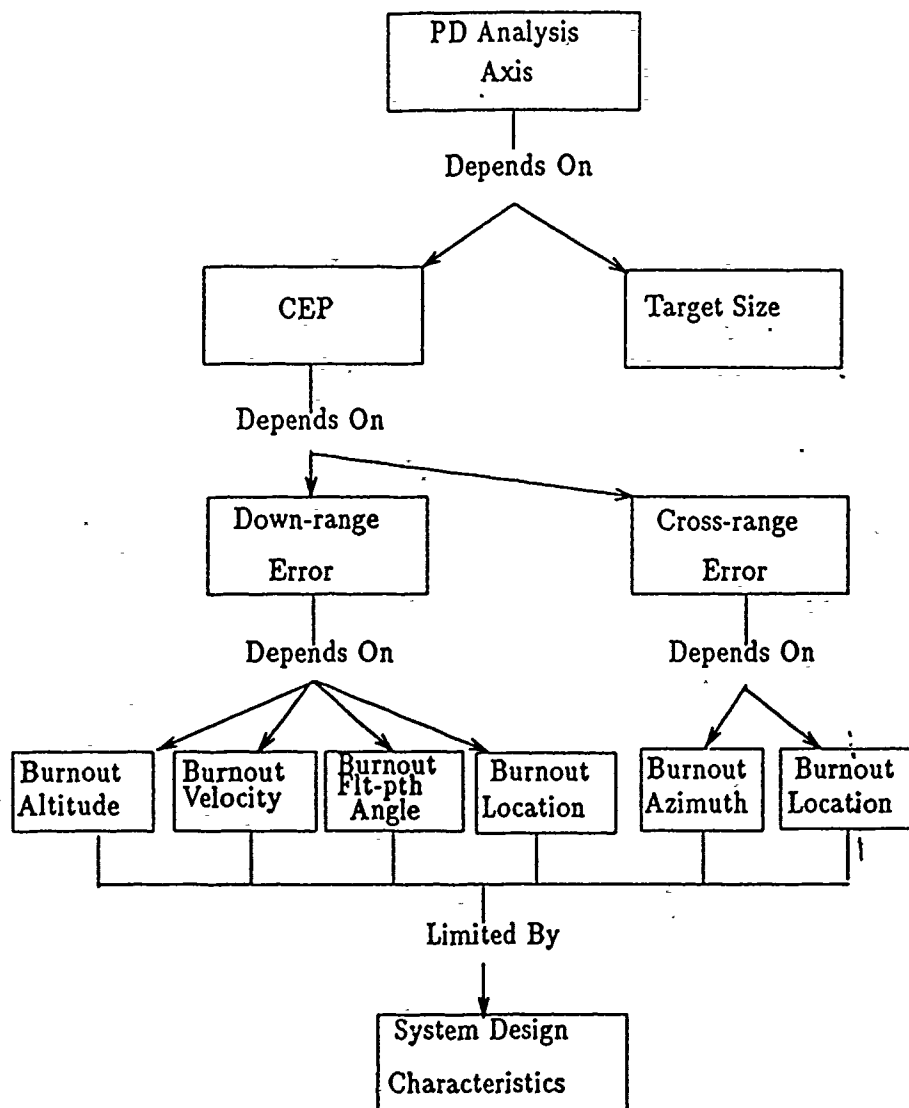 PD Analysis
Axis
Depends On
CEP
Target Size
Depends On
Down-range
Error
Cross-range
Error
Depends On
Depends On
Burnout
Altitude
Burnout
Velocity
Burnout
Flt-pth
Angle
Burnout
Location
Burnout
Azimuth
Burnout
Location
Limited By
System Design
Characteristics